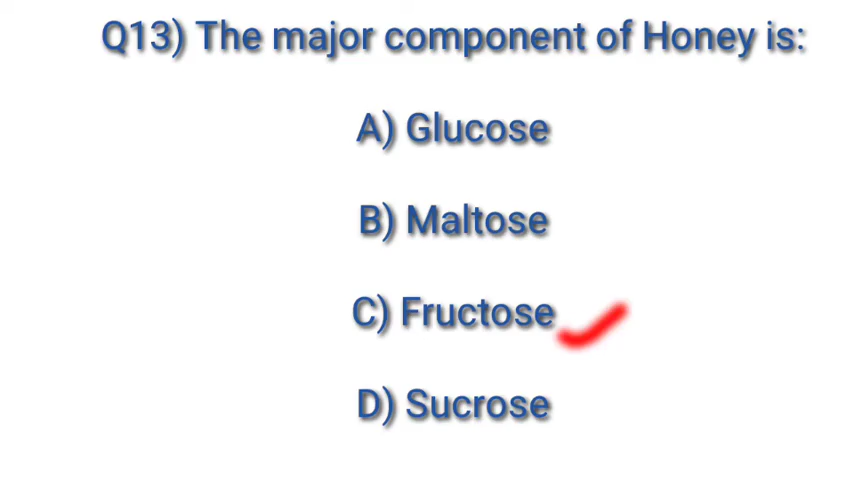 Q13) The major component of Honey is:
A) Glucose
B) Maltose
C) Fructose
D) Sucrose